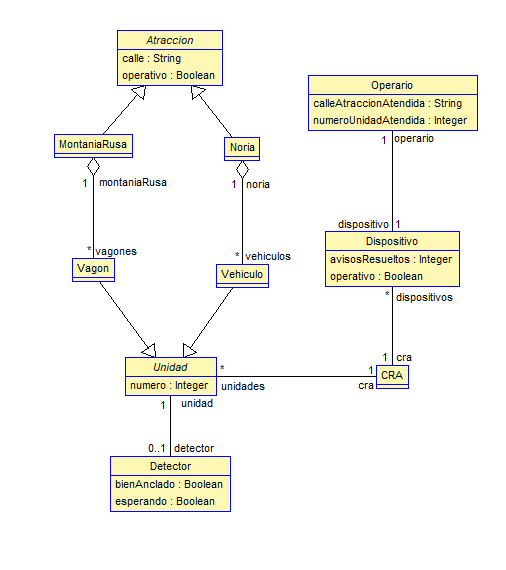 Atraccion
calle : String
operativo : Boolean
Operario
calleAtraccionAtendida : String
numeroUnidadAtendida : Integer
MontaniaRusa
Noria
1 operario
1 montaniaRusa
1 noria
dispositivo 1
Dispositivo
avisosResueltos : Integer
operativo : Boolean
* vagones
* vehiculos
Vagon
Vehiculo
* dispositivos
1 cra
Unidad
numero : Integer
* unidades
1 cra
CRA
1 unidad
0..1 detector
Detector
bienAnclado : Boolean
esperando : Boolean